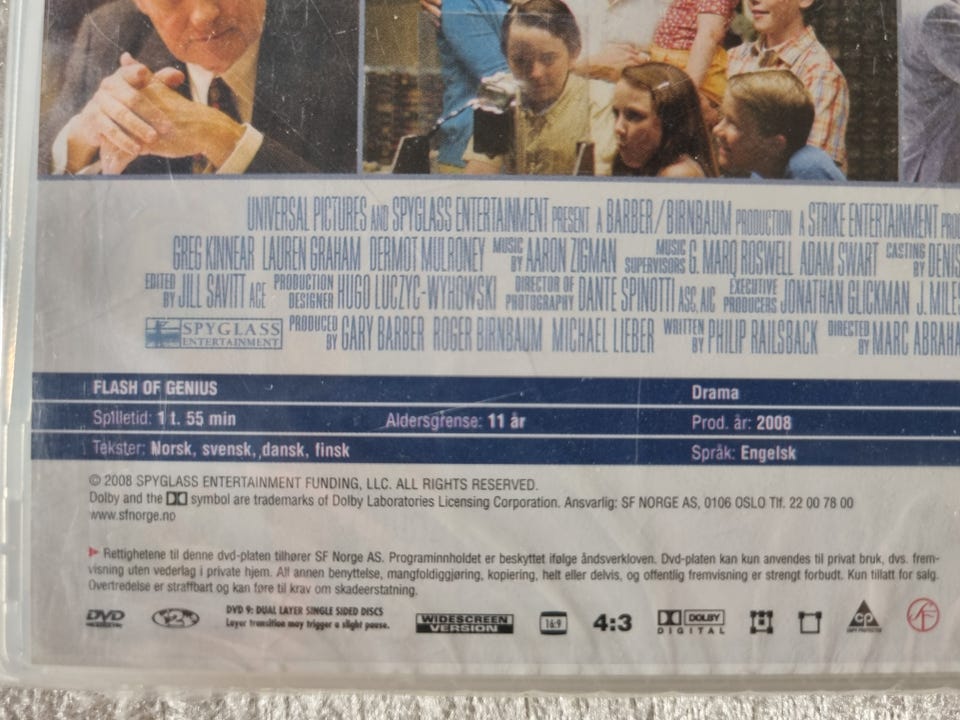 UNIVERSAL PICTURES AND SPYGLASS ENTERTAINMENT PRESENT A BARBER/BIRNBAUM PRODUCTION A STRIKE ENTERTAINMENT PRO
GREG KINNEAR LAUREN GRAHAM DERMOT MULRONEY MUSIC BY AARON ZIGMAN MUSIC SUPERVISORS G. MARQ ROSWELL ADAM SWART CASTING BY DENIS
EDITED BY JILL SAVITT ACE PRODUCTION DESIGNER HUGO LUCZYC-WYHOWSKI DIRECTOR OF PHOTOGRAPHY DANTE SPINOTTI ASC, AIC EXECUTIVE PRODUCERS JONATHAN GLICKMAN J. MILES
SPYGLASS ENTERTAINMENT PRODUCED BY GARY BARBER ROGER BIRNBAUM MICHAEL LIEBER WRITTEN BY PHILIP RAILSBACK DIRECTED BY MARC ABRAHA
FLASH OF GENIUS Drama
Spilletid: 1 t. 55 min Aldersgrense: 11 år Prod. år: 2008
Tekster: Norsk, svensk, dansk, finsk Språk: Engelsk
© 2008 SPYGLASS ENTERTAINMENT FUNDING, LLC. ALL RIGHTS RESERVED.
Dolby and the symbol are trademarks of Dolby Laboratories Licensing Corporation. Ansvarlig: SF NORGE AS, 0106 OSLO Tlf. 22 00 78 00
www.sfnorge.no
Rettighetene til denne dvd-platen tilhører SF Norge AS. Programinnholdet er beskyttet ifølge åndsverkloven. Dvd-platen kan kun anvendes til privat bruk, dvs. frem-
visning uten vederlag i private hjem. All annen benyttelse, mangfoldiggjøring, kopiering, helt eller delvis, og offentlig fremvisning er strengt forbudt. Kun tillatt for salg.
Overtredelse er straffbart og kan føre til krav om skadeerstatning.
DVD 2 DVD 9: DUAL LAYER SINGLE SIDED DISCS WIDESCREEN VERSION 16:9 4:3 DOLBY DIGITAL CP SF
Layer transition may trigger a slight pause.